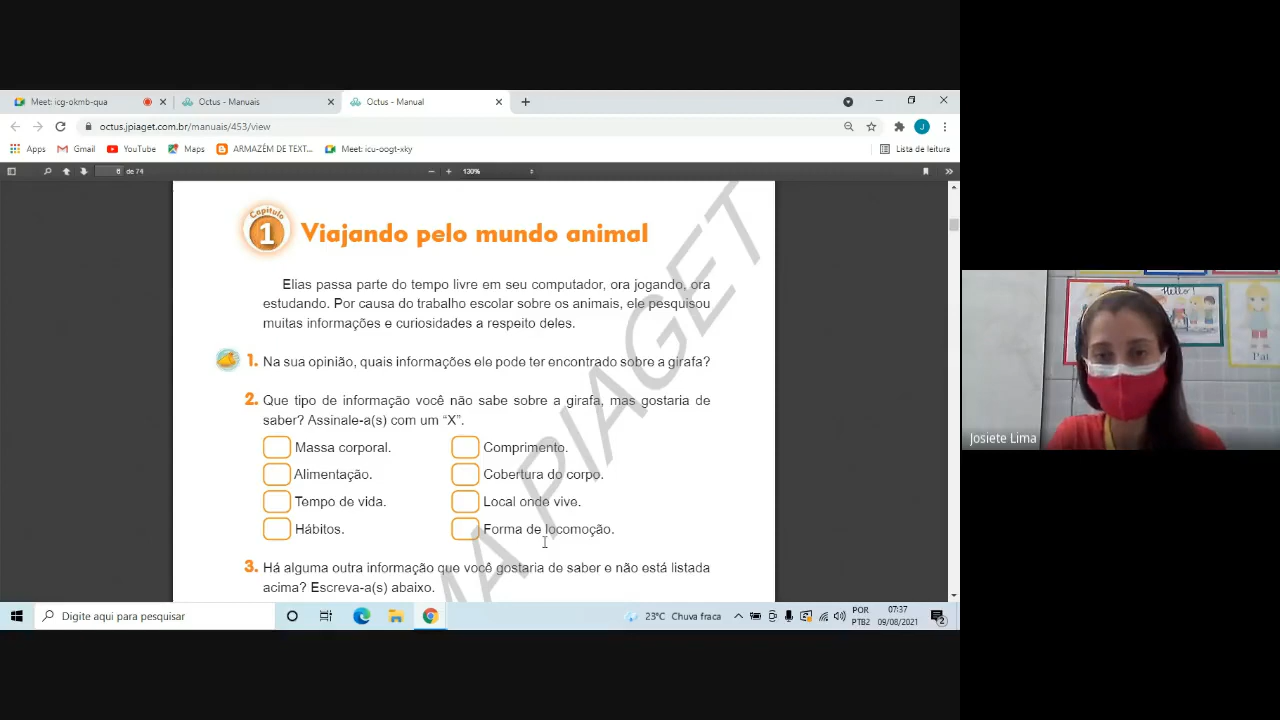 Meet: icg-okmb-qua
Octus - Manuais
Octus - Manual
octus.jpiaget.com.br/manuais/453/view
Apps
Gmail
YouTube
Maps
ARMAZÉM DE TEXT...
Meet: icu-oogt-xky
Lista de leitura
6 de 74
130%
Capítulo
1
Viajando pelo mundo animal
Elias passa parte do tempo livre em seu computador, ora jogando, ora
estudando. Por causa do trabalho escolar sobre os animais, ele pesquisou
muitas informações e curiosidades a respeito deles.
1. Na sua opinião, quais informações ele pode ter encontrado sobre a girafa?
2. Que tipo de informação você não sabe sobre a girafa, mas gostaria de
saber? Assinale-a(s) com um “X”.
Massa corporal.
Comprimento.
Alimentação.
Cobertura do corpo.
Tempo de vida.
Local onde vive.
Hábitos.
Forma de locomoção.
3. Há alguma outra informação que você gostaria de saber e não está listada
acima? Escreva-a(s) abaixo.
MA PIAGET
Hello!
Pai
Josiete Lima
J
Digite aqui para pesquisar
23°C Chuva fraca
POR
PTB2
07:37
09/08/2021
2